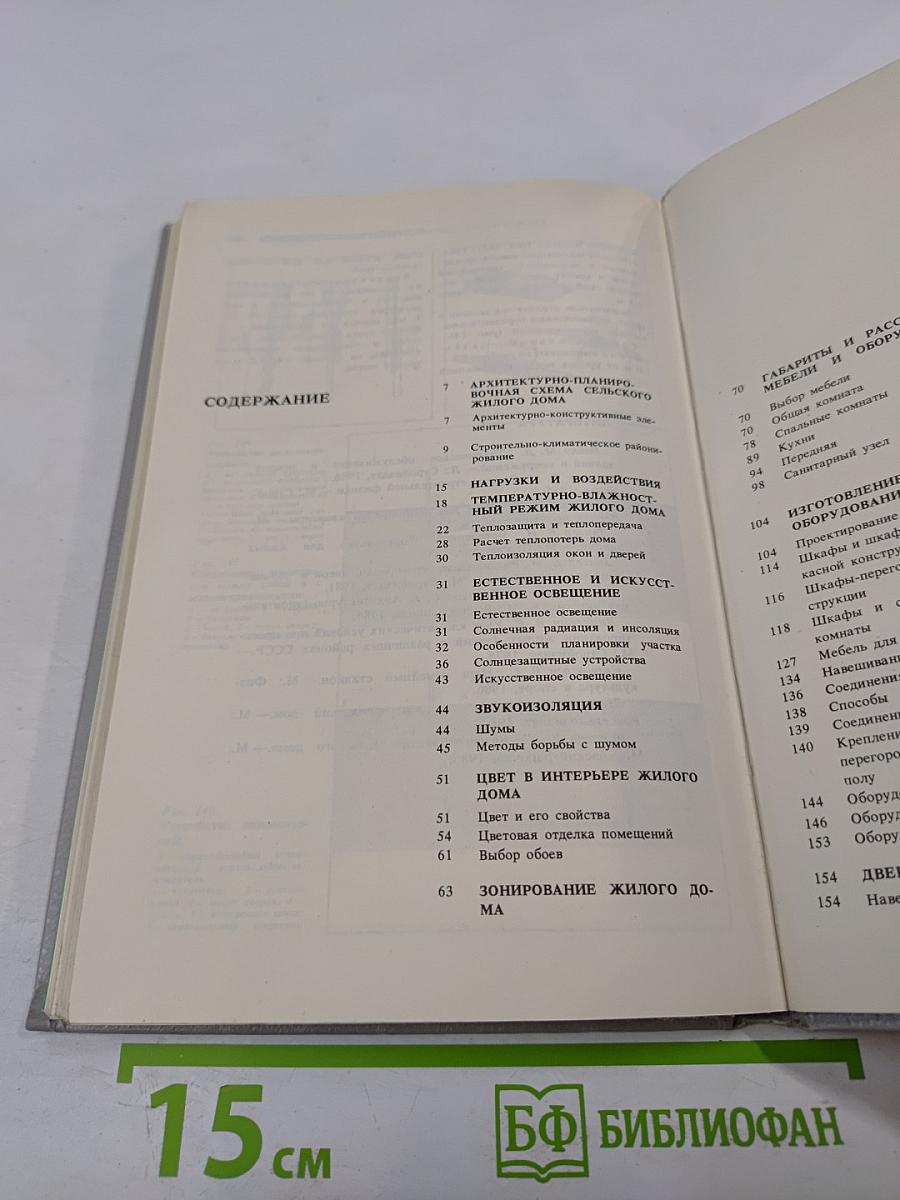 СОДЕРЖАНИЕ
7 АРХИТЕКТУРНО-ПЛАНИРО-
ВОЧНАЯ СХЕМА СЕЛЬСКОГО
ЖИЛОГО ДОМА
7 Архитектурно-конструктивные эле-
менты
9 Строительно-климатическое райони-
рование
15 НАГРУЗКИ И ВОЗДЕЙСТВИЯ
18 ТЕМПЕРАТУРНО-ВЛАЖНОСТ-
НЫЙ РЕЖИМ ЖИЛОГО ДОМА
22 Теплозащита и теплопередача
28 Расчет теплопотерь дома
30 Теплоизоляция окон и дверей
31 ЕСТЕСТВЕННОЕ И ИСКУССТ-
ВЕННОЕ ОСВЕЩЕНИЕ
31 Естественное освещение
31 Солнечная радиация и инсоляция
32 Особенности планировки участка
36 Солнцезащитные устройства
43 Искусственное освещение
44 ЗВУКОИЗОЛЯЦИЯ
44 Шумы
45 Методы борьбы с шумом
51 ЦВЕТ В ИНТЕРЬЕРЕ ЖИЛОГО
ДОМА
51 Цвет и его свойства
54 Цветовая отделка помещений
61 Выбор обоев
63 ЗОНИРОВАНИЕ ЖИЛОГО ДО-
МА
70 ГАБАРИТЫ И РАСС
МЕБЕЛИ И ОБОРУ
70 Выбор мебели
70 Общая комната
78 Спальные комнаты
89 Кухни
94 Передняя
98 Санитарный узел
104 ИЗГОТОВЛЕНИЕ
ОБОРУДОВАНИ
104 Проектирование
114 Шкафы и шкаф
касной констру
116 Шкафы-перег
струкции
118 Шкафы и с
комнаты
127 Мебель для
134 Навешивани
136 Соединения
138 Способы
139 Соединен
140 Креплени
перегоро
полу
144 Оборуд
146 Оборуд
153 Обору
154 ДВЕР
154 Наве
15 см
БФ БИБЛИОФАН